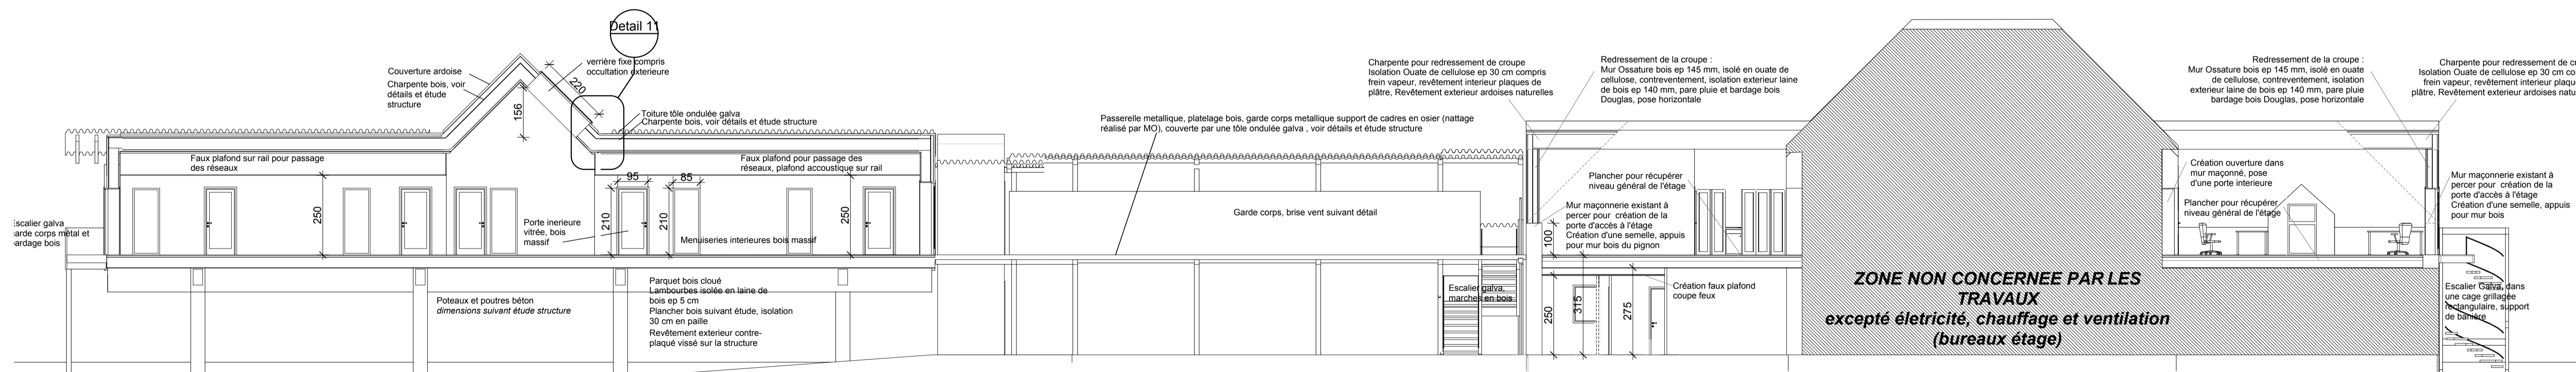 Detail 11
Couverture ardoise
Charpente bois, voir
détails et étude
structure
verrière fixe compris
occultation exterieure
220
156
Toiture tôle ondulée galva
Charpente bois, voir détails et étude structure
Faux plafond sur rail pour passage
des réseaux
Faux plafond pour passage des
réseaux, plafond accoustique sur rail
250
95
85
210
210
250
Porte inerieure
vitrée, bois
massif
Menuiseries interieures bois massif
Escalier galva
garde corps métal et
bardage bois
Poteaux et poutres béton
dimensions suivant étude structure
Parquet bois cloué
Lambourbes isolée en laine de
bois ep 5 cm
Plancher bois suivant étude, isolation
30 cm en paille
Revêtement exterieur contre-
plaqué vissé sur la structure
Passerelle metallique, platelage bois, garde corps metallique support de cadres en osier (nattage
réalisé par MO), couverte par une tôle ondulée galva , voir détails et étude structure
Garde corps, brise vent suivant détail
Escalier galva,
marches en bois
Charpente pour redressement de croupe
Isolation Ouate de cellulose ep 30 cm compris
frein vapeur, revêtement interieur plaques de
plâtre, Revêtement exterieur ardoises naturelles
Redressement de la croupe :
Mur Ossature bois ep 145 mm, isolé en ouate de
cellulose, contreventement, isolation exterieur laine
de bois ep 140 mm, pare pluie et bardage bois
Douglas, pose horizontale
Plancher pour récupérer
niveau général de l'étage
Mur maçonnerie existant à
percer pour création de la
porte d'accès à l'étage
Création d'une semelle, appuis
pour mur bois du pignon
100
250
315
275
Création faux plafond
coupe feux
ZONE NON CONCERNEE PAR LES
TRAVAUX
excepté életricité, chauffage et ventilation
(bureaux étage)
Redressement de la croupe :
Mur Ossature bois ep 145 mm, isolé en ouate
de cellulose, contreventement, isolation
exterieur laine de bois ep 140 mm, pare pluie
bardage bois Douglas, pose horizontale
Charpente pour redressement de cr
Isolation Ouate de cellulose ep 30 cm co
frein vapeur, revêtement interieur plaqu
plâtre, Revêtement exterieur ardoises natu
Création ouverture dans
mur maçonné, pose
d'une porte interieure
Plancher pour récupérer
niveau général de l'étage
Mur maçonnerie existant à
percer pour création de la
porte d'accès à l'étage
Création d'une semelle, appuis
pour mur bois
Escalier Galva, dans
une cage grillagée
rectangulaire, support
de barière